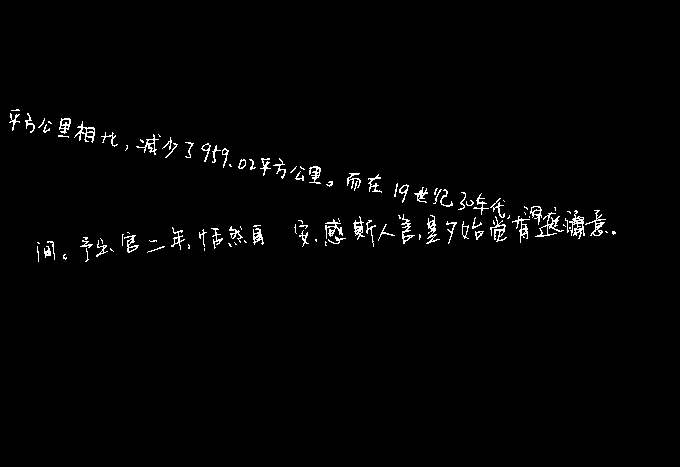 平方公里相比，减少了959.02平方公里。而在19世纪30年代，洞庭
间。予出官二年，恬然自安，感斯人言，是夕始觉有迁谪意。